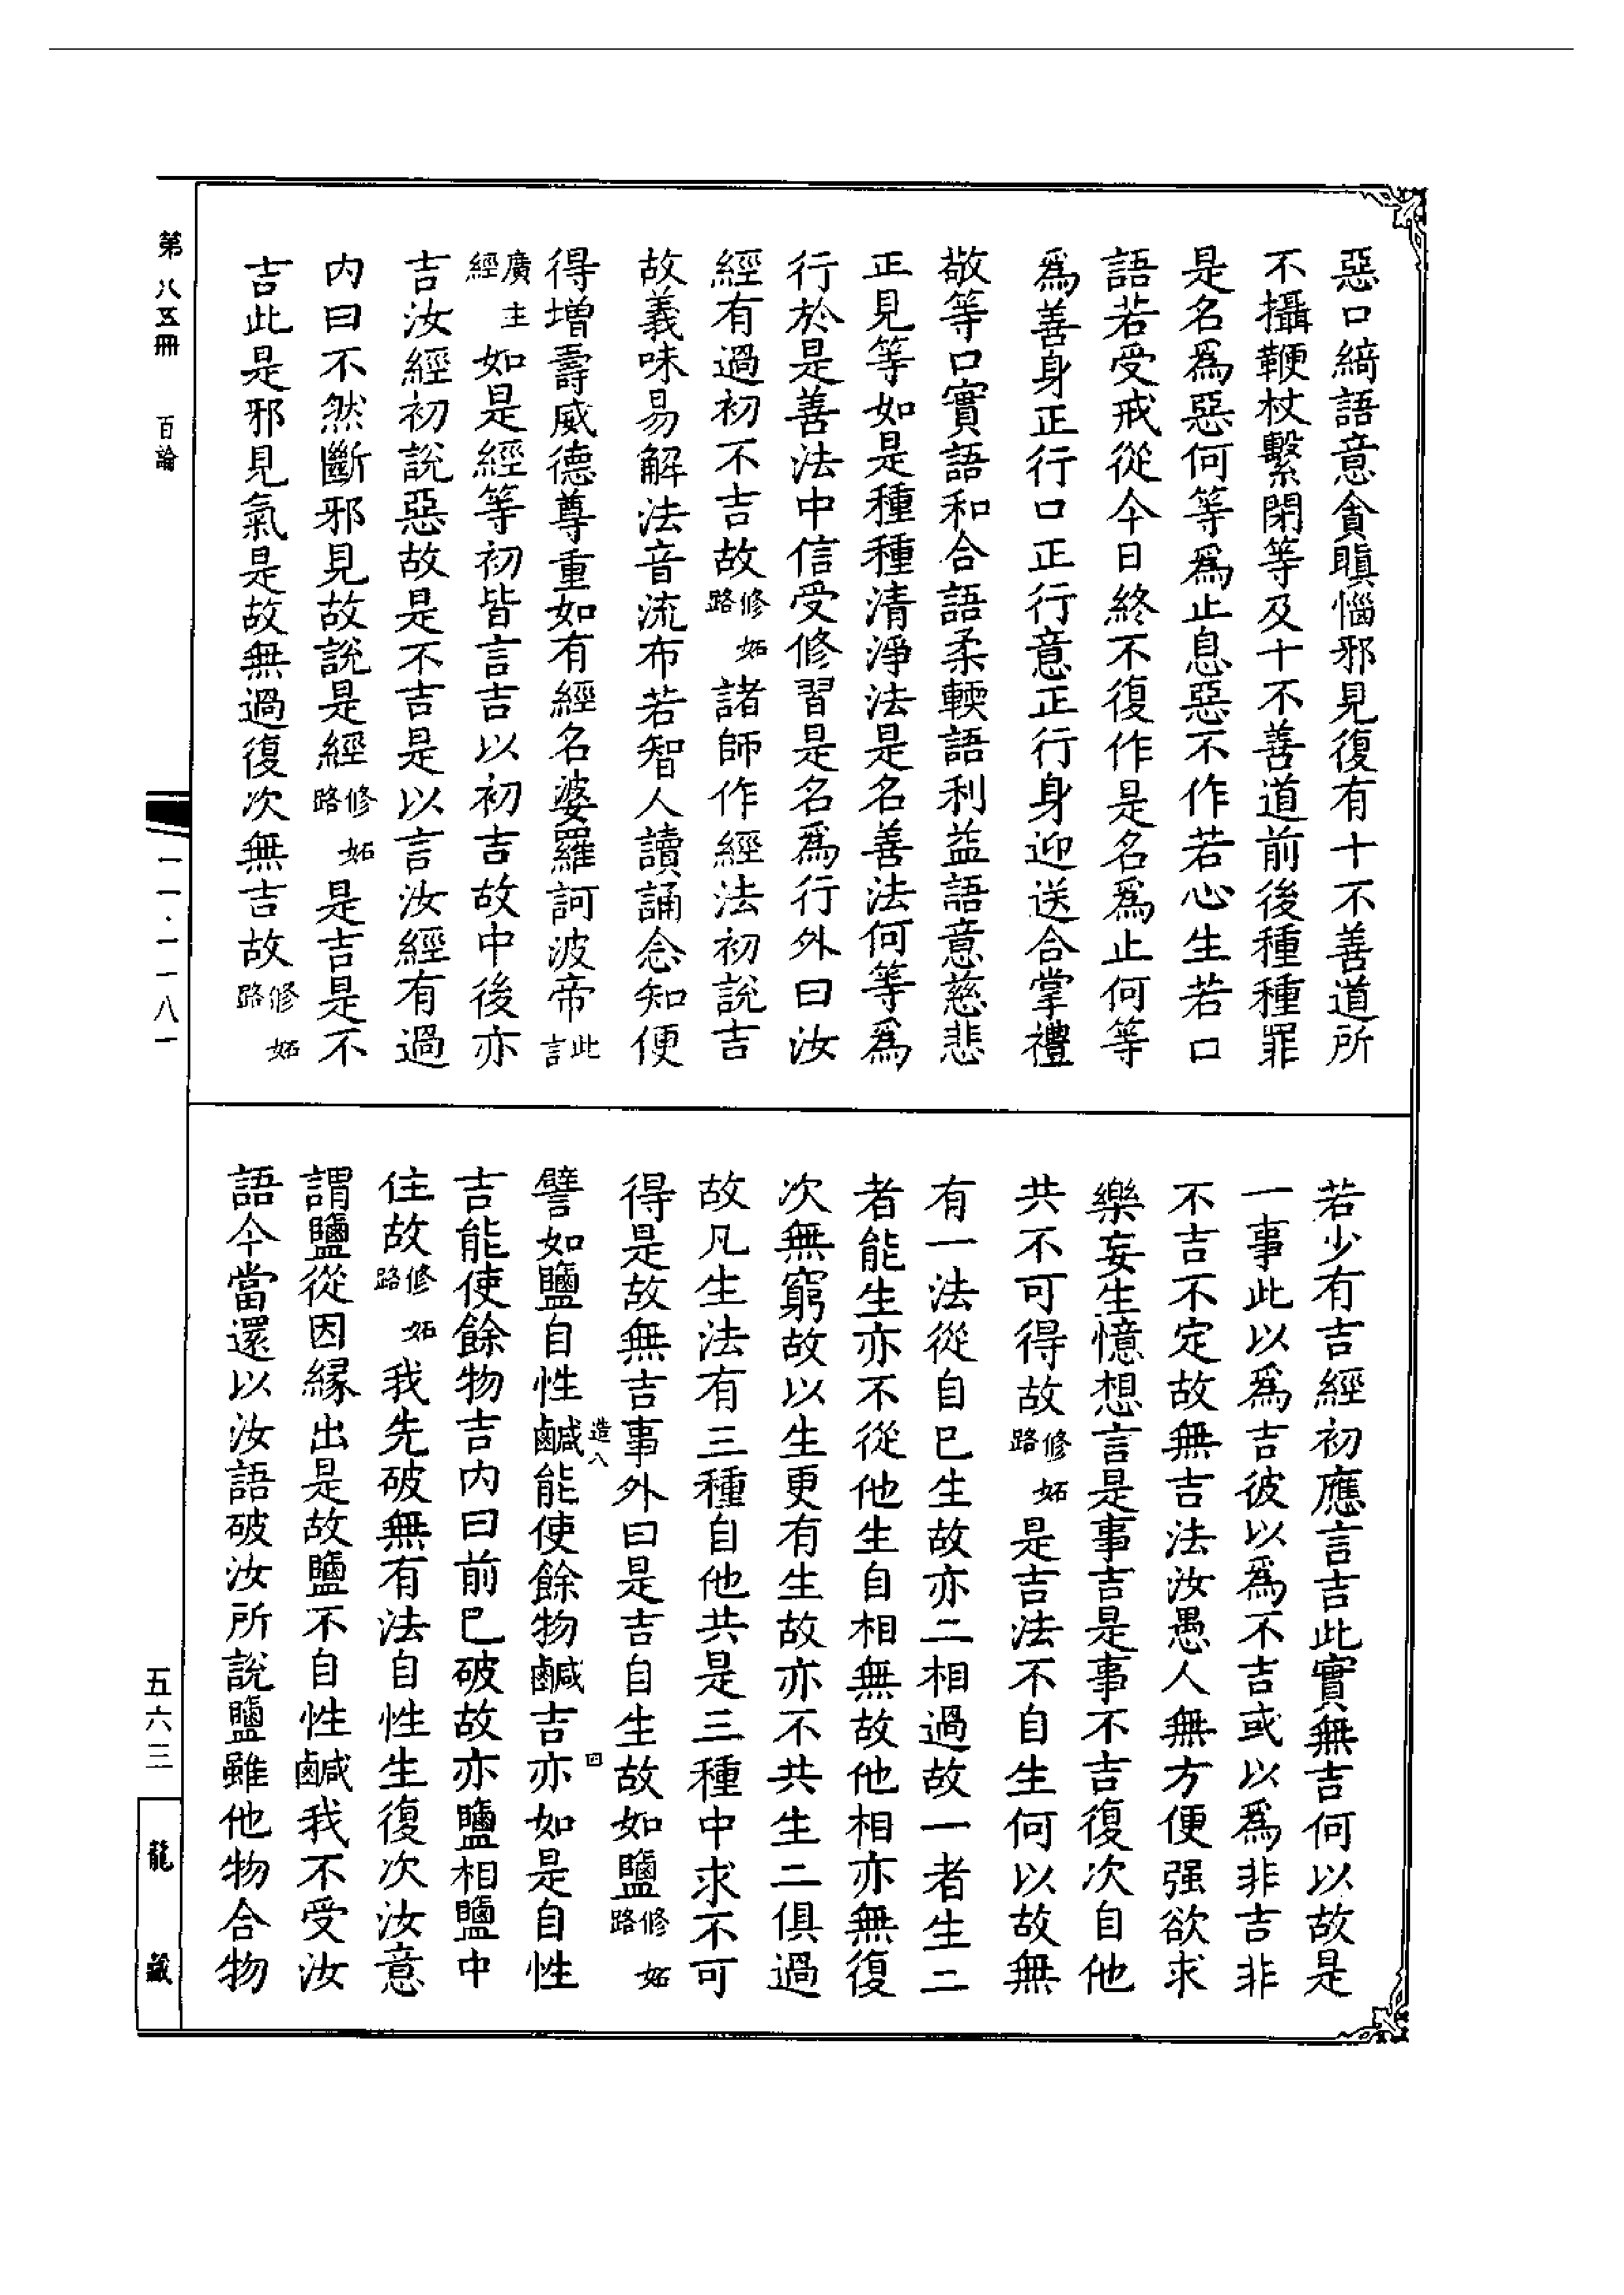 惡口綺語意貪瞋惱邪見復有十不善道所
不攝鞭杖繫閉等及十不善道前後種種罪
是名爲惡何等爲止息惡不作若心生若口
語若受戒從今日終不復作是名爲止何等
爲善身正行口正行意正行身迎送合掌禮
敬等口實語和合語柔輭語利益語意慈悲
正見等如是種種清淨法是名善法何等爲
行於是善法中信受修習是名爲行外曰汝
經有過初不吉故修妬路諸師作經法初說吉
故義味易解法音流布若智人讀誦念知便
得增壽威德尊重如有經名婆羅訶波帝此言
廣主經如是經等初皆言吉以初吉故中後亦
吉汝經初說惡故是不吉是以言汝經有過
内曰不然斷邪見故說是經修妬路是吉是不
吉此是邪見氣是故無過復次無吉故修妬路
若少有吉經初應言吉此實無吉何以故是
一事此以爲吉彼以爲不吉或以爲非吉非
不吉不定故無吉法汝愚人無方便强欲求
樂妄生憶想言是事吉是事不吉復次自他
共不可得故修妬路是吉法不自生何以故無
有一法從自已生故亦二相過故一者生二
者能生亦不從他生自相無故他相亦無復
次無窮故以生更有生故亦不共生二俱過
故凡生法有三種自他共是三種中求不可
得是故無吉事外曰是吉自生故如鹽修妬路
造八 四
譬如鹽自性鹹能使餘物鹹吉亦如是自性
吉能使餘物吉内曰前已破故亦鹽相鹽中
住故修妬路我先破無有法自性生復次汝意
謂鹽從因緣出是故鹽不自性鹹我不受汝
語今當還以汝語破汝所說鹽雖他物合物
第八五冊 百論
一一·一一八一
五六三
龍藏